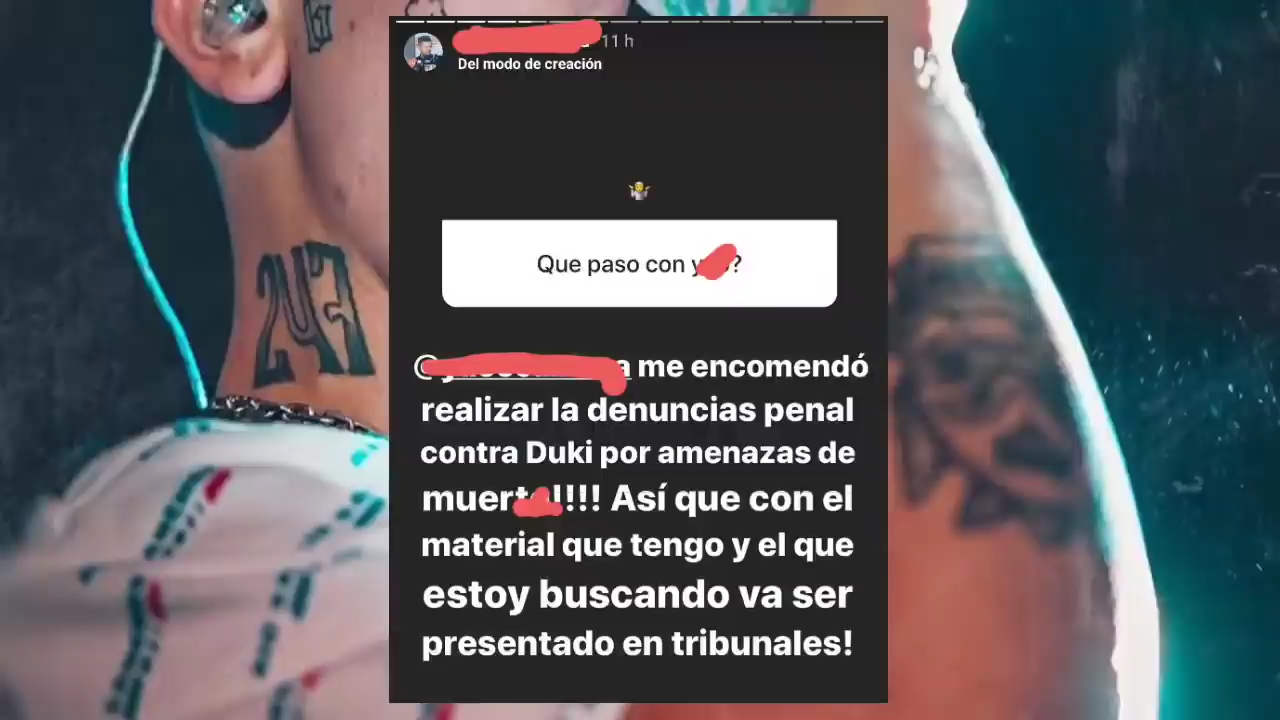 11 h
Del modo de creación
Que paso con ?
me encomendó
realizar la denuncias penal
contra Duki por amenazas de
!!!! Así que con el
material que tengo y el que
estoy buscando va ser
presentado en tribunales!
247